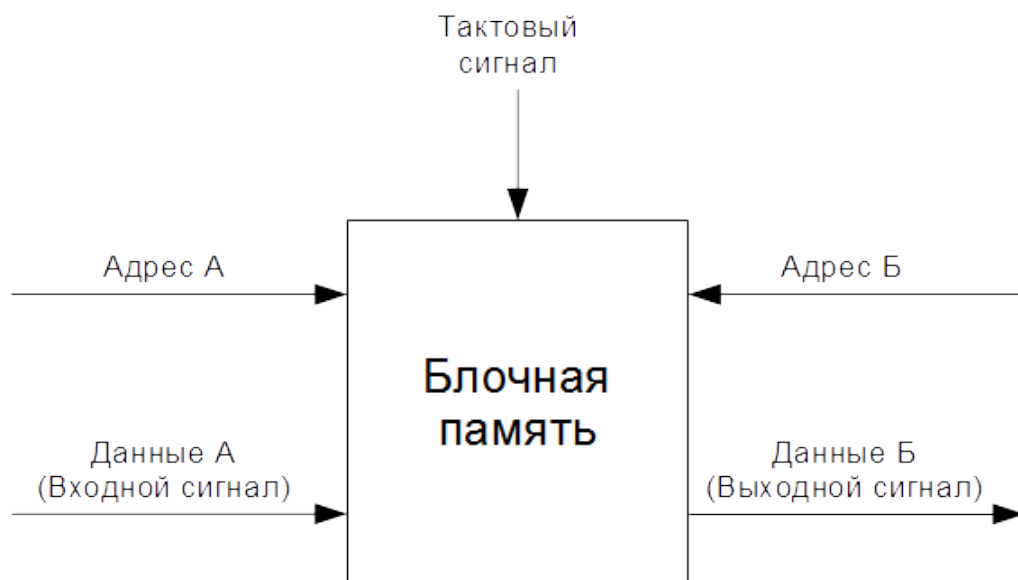 Тактовый
сигнал
Адрес А
Адрес Б
Блочная
память
Данные А
(Входной сигнал)
Данные Б
(Выходной сигнал)